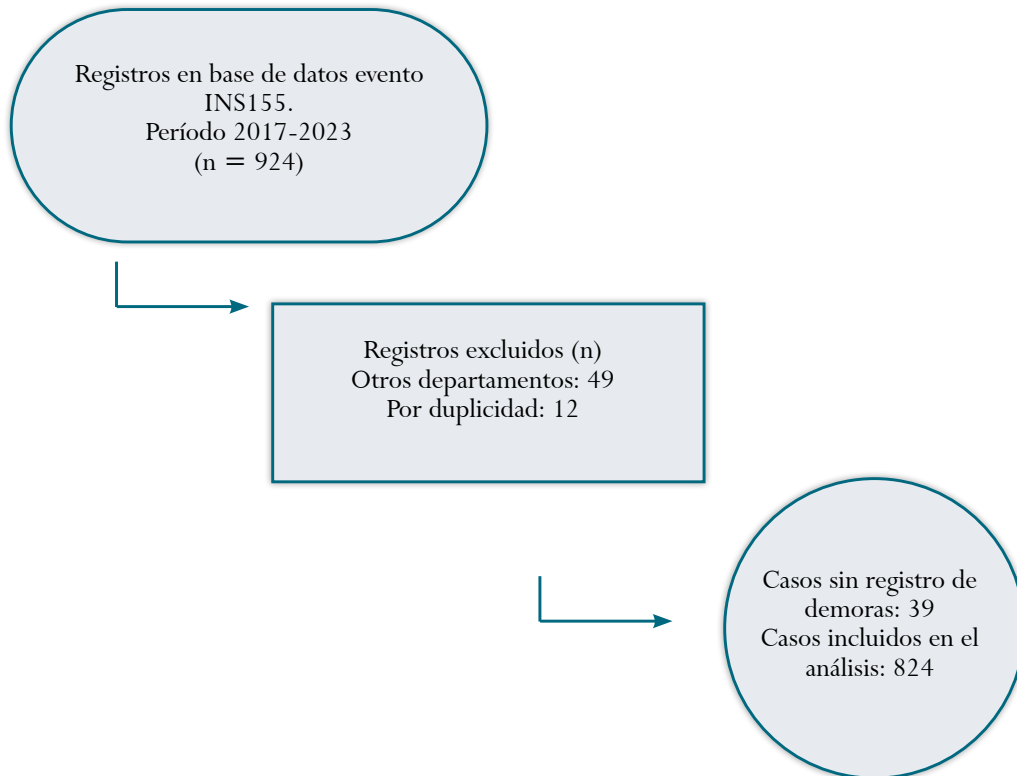 Registros en base de datos evento
INS155.
Período 2017-2023
(n = 924)
Registros excluidos (n)
Otros departamentos: 49
Por duplicidad: 12
Casos sin registro de
demoras: 39
Casos incluidos en el
análisis: 824